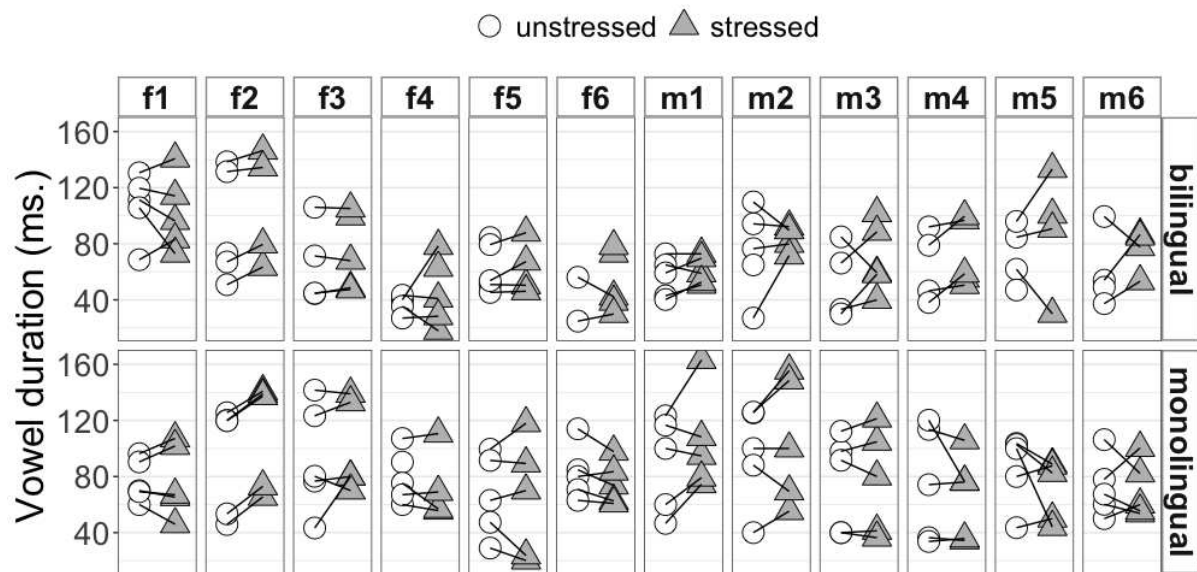 unstressed stressed
f1 f2 f3 f4 f5 f6 m1 m2 m3 m4 m5 m6
Vowel duration (ms.)
160
120
80
40
bilingual
160
120
80
40
monolingual